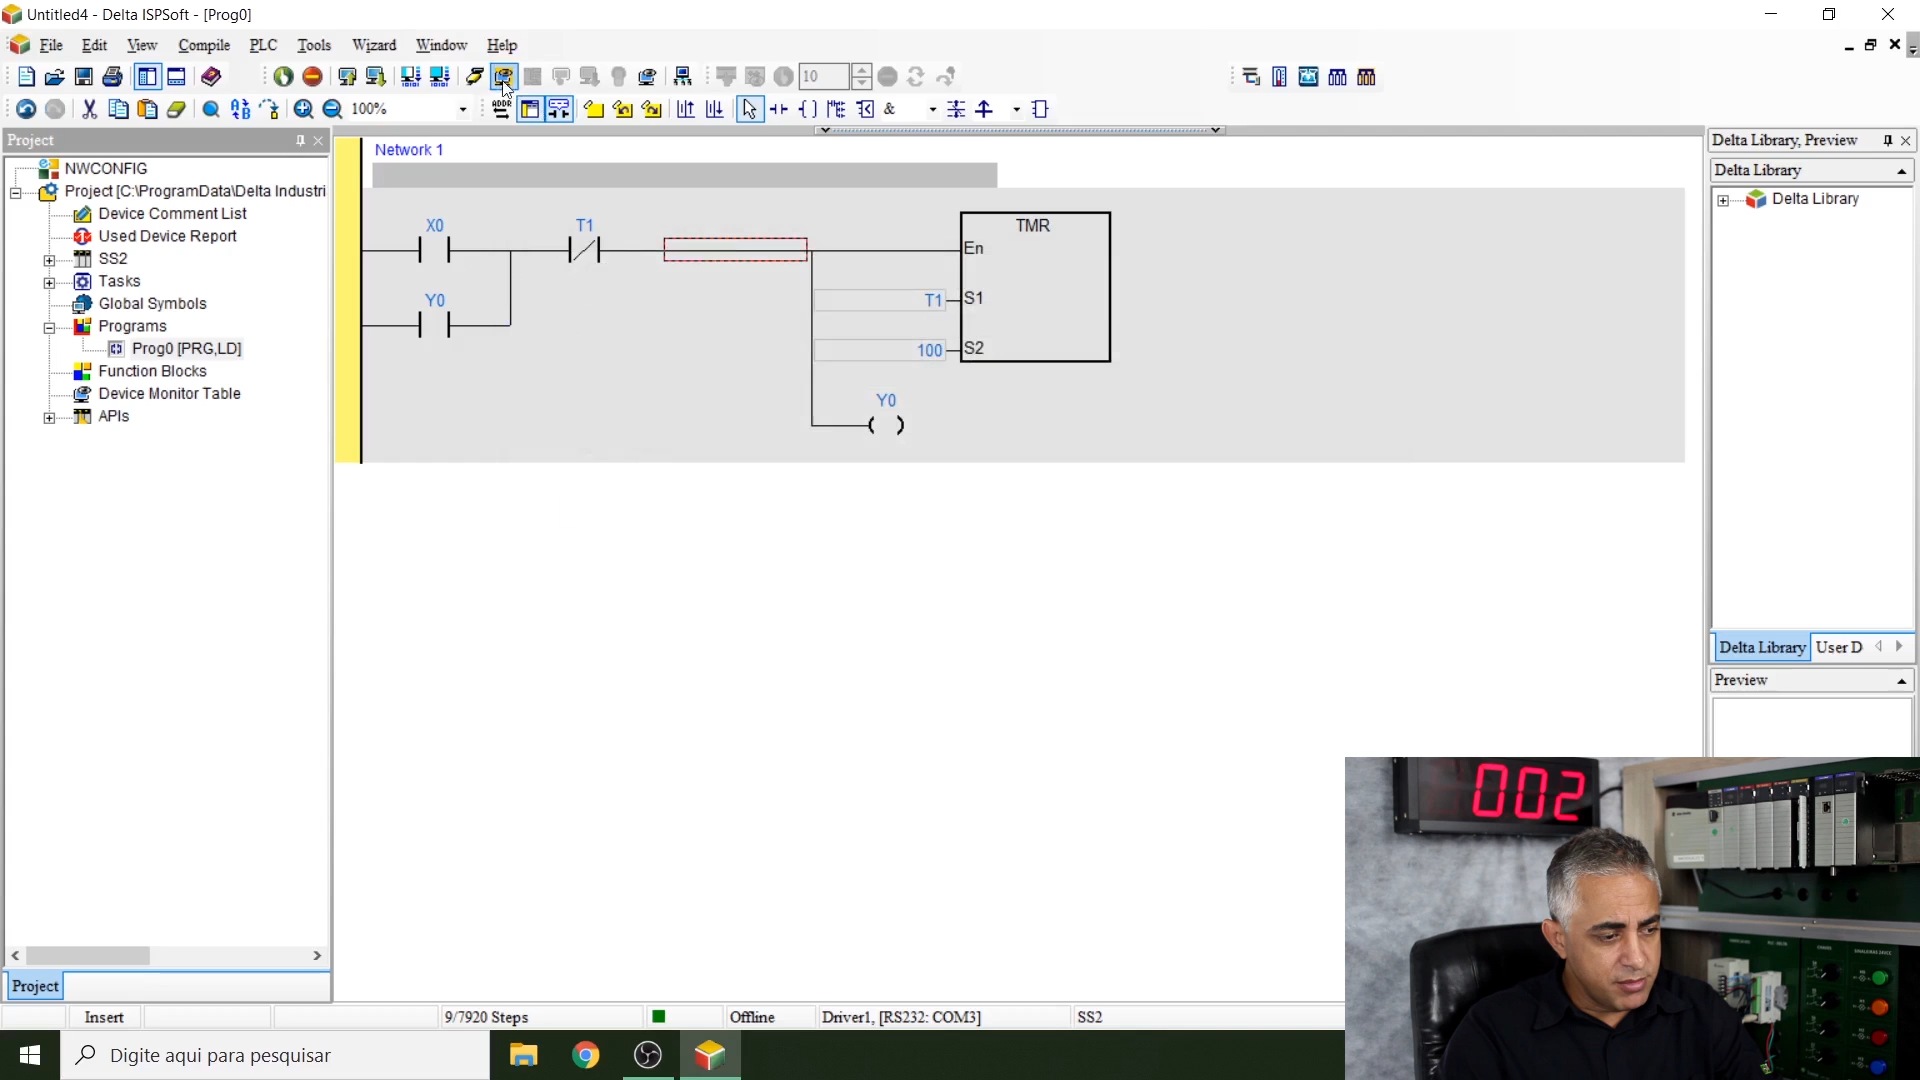 Untitled4 - Delta ISPSoft - [Prog0]
File Edit View Compile PLC Tools Wizard Window Help
10
100%
ADDR
&
Project
NWCONFIG
Project [C:\ProgramData\Delta Industri
Device Comment List
Used Device Report
SS2
Tasks
Global Symbols
Programs
Prog0 [PRG,LD]
Function Blocks
Device Monitor Table
APIs
Project
Network 1
X0
T1
TMR
En
Y0
T1
S1
100
S2
Y0
Delta Library, Preview
Delta Library
Delta Library
Delta Library
User D
Preview
002
Insert
9/7920 Steps
Offline
Driver1, [RS232: COM3]
SS2
Digite aqui para pesquisar